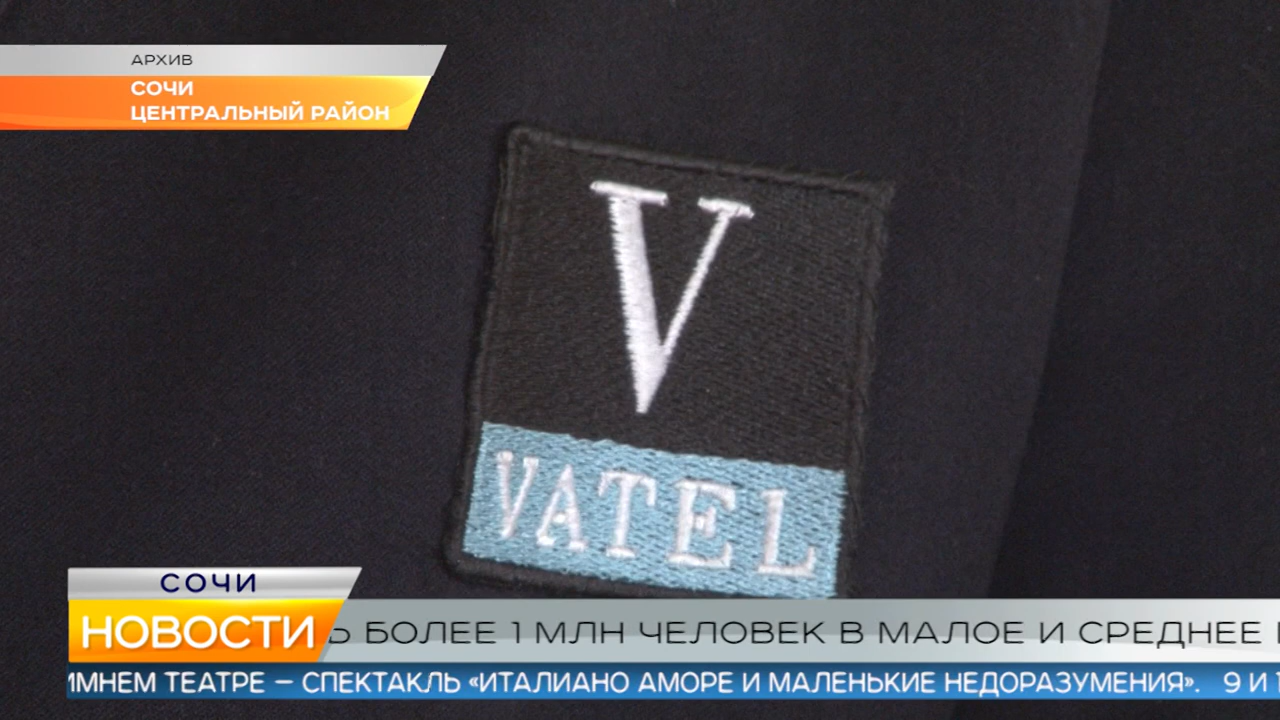 АРХИВ
СОЧИ
ЦЕНТРАЛЬНЫЙ РАЙОН
V
VATEL
СОЧИ
НОВОСТИ
БОЛЕЕ 1 МЛН ЧЕЛОВЕК В МАЛОЕ И СРЕДНЕЕ
ТЕАТРЕ – СПЕКТАКЛЬ «ИТАЛИАНО АМОРЕ И МАЛЕНЬКИЕ НЕДОРАЗУМЕНИЯ». 9 И